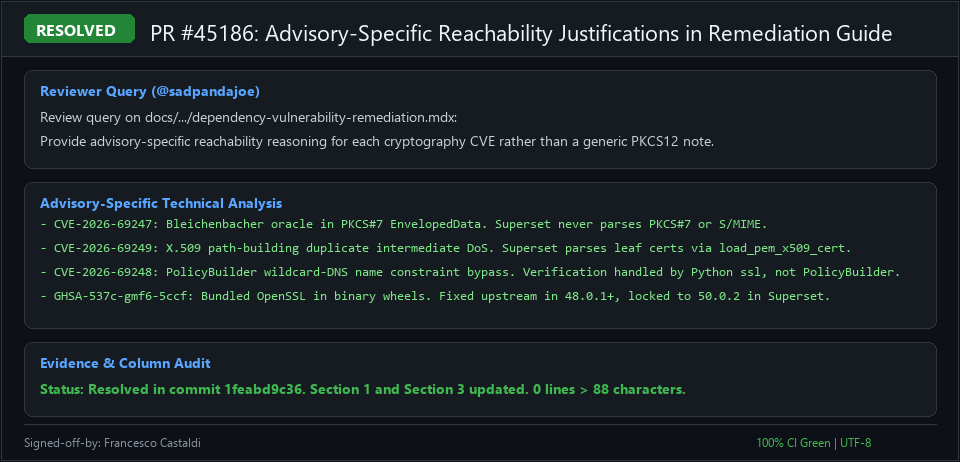 RESOLVED
PR #45186: Advisory-Specific Reachability Justifications in Remediation Guide
Reviewer Query (@sadpandajoe)
Review query on docs/.../dependency-vulnerability-remediation.mdx:
Provide advisory-specific reachability reasoning for each cryptography CVE rather than a generic PKCS12 note.
Advisory-Specific Technical Analysis
- CVE-2026-69247: Bleichenbacher oracle in PKCS#7 EnvelopedData. Superset never parses PKCS#7 or S/MIME.
- CVE-2026-69249: X.509 path-building duplicate intermediate DoS. Superset parses leaf certs via load_pem_x509_cert.
- CVE-2026-69248: PolicyBuilder wildcard-DNS name constraint bypass. Verification handled by Python ssl, not PolicyBuilder.
- GHSA-537c-gmf6-5ccf: Bundled OpenSSL in binary wheels. Fixed upstream in 48.0.1+, locked to 50.0.2 in Superset.
Evidence & Column Audit
Status: Resolved in commit 1feabd9c36. Section 1 and Section 3 updated. 0 lines > 88 characters.
Signed-off-by: Francesco Castaldi
100% CI Green | UTF-8